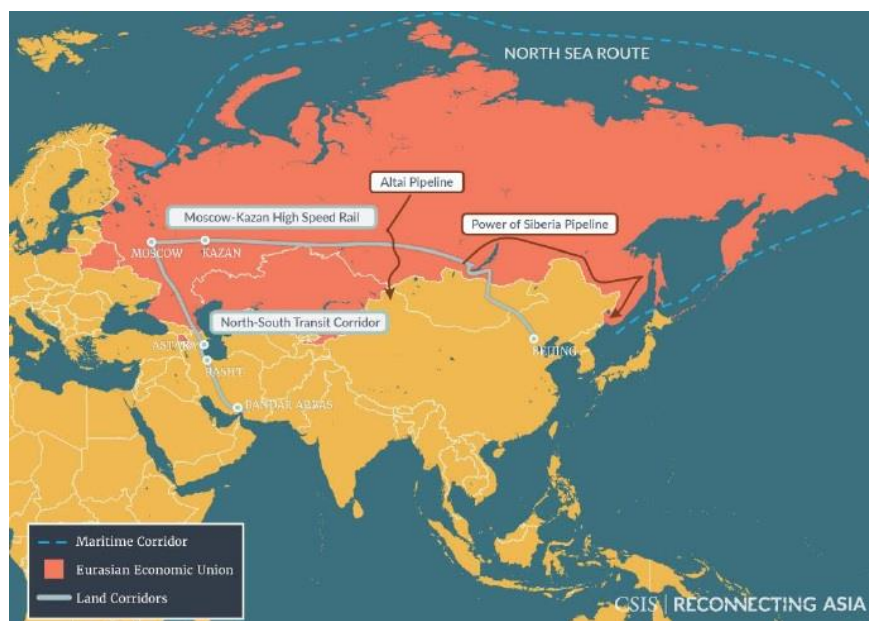 NORTH SEA ROUTE
Altai Pipeline
Moscow-Kazan High Speed Rail
Power of Siberia Pipeline
MOSCOW
KAZAN
North-South Transit Corridor
ASTARA
RASHT
BEIJING
BANDAR ABBAS
Maritime Corridor
Eurasian Economic Union
Land Corridors
CSIS | RECONNECTING ASIA